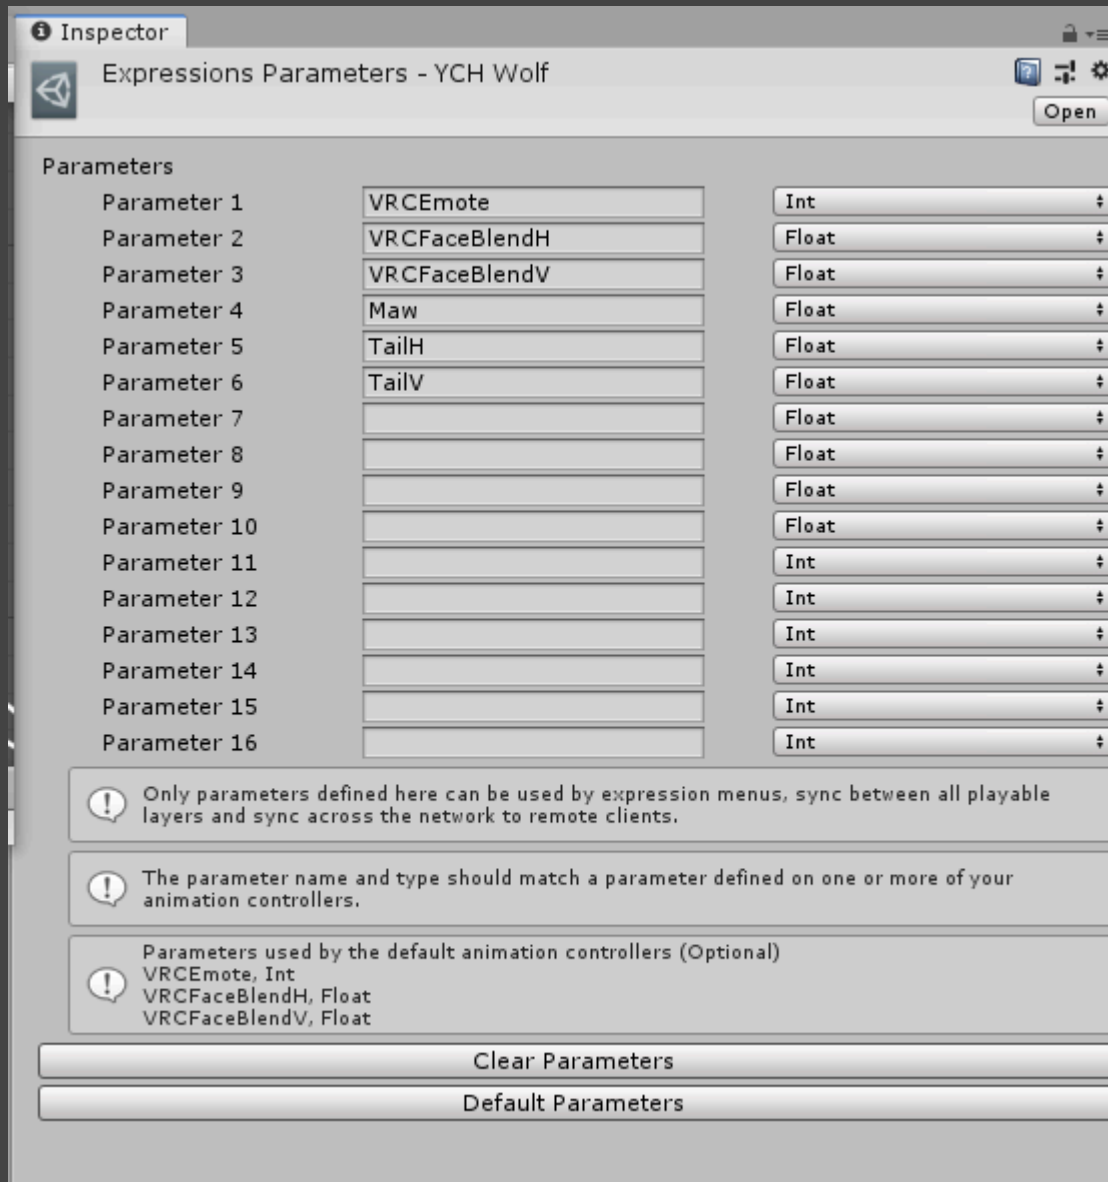 Inspector
Expressions Parameters - YCH Wolf
Open
Parameters
Parameter 1 VRCEmote Int
Parameter 2 VRCFaceBlendH Float
Parameter 3 VRCFaceBlendV Float
Parameter 4 Maw Float
Parameter 5 TailH Float
Parameter 6 TailV Float
Parameter 7 Float
Parameter 8 Float
Parameter 9 Float
Parameter 10 Float
Parameter 11 Int
Parameter 12 Int
Parameter 13 Int
Parameter 14 Int
Parameter 15 Int
Parameter 16 Int
Only parameters defined here can be used by expression menus, sync between all playable
layers and sync across the network to remote clients.
The parameter name and type should match a parameter defined on one or more of your
animation controllers.
Parameters used by the default animation controllers (Optional)
VRCEmote, Int
VRCFaceBlendH, Float
VRCFaceBlendV, Float
Clear Parameters
Default Parameters